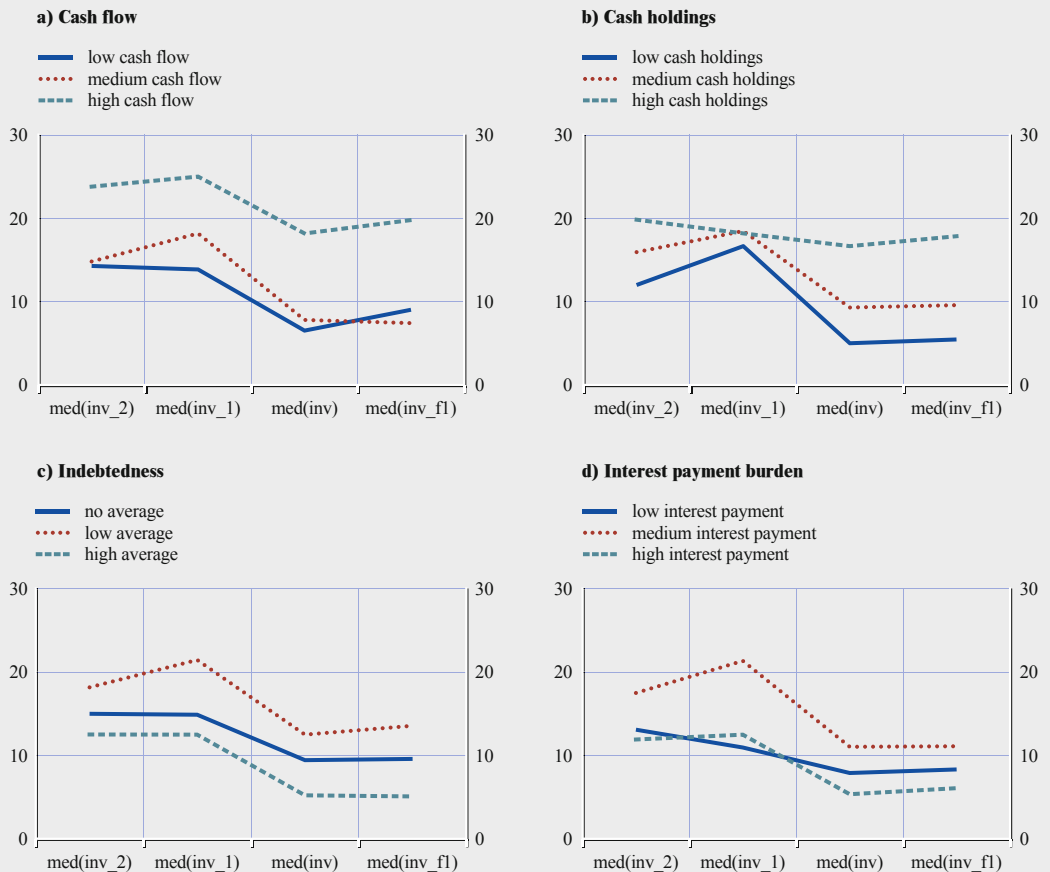 a) Cash flow
low cash flow
medium cash flow
high cash flow
30 30
20 20
10 10
0 0
med(inv_2) med(inv_1) med(inv) med(inv_f1)
b) Cash holdings
low cash holdings
medium cash holdings
high cash holdings
30 30
20 20
10 10
0 0
med(inv_2) med(inv_1) med(inv) med(inv_f1)
c) Indebtedness
no average
low average
high average
30 30
20 20
10 10
0 0
med(inv_2) med(inv_1) med(inv) med(inv_f1)
d) Interest payment burden
low interest payment
medium interest payment
high interest payment
30 30
20 20
10 10
0 0
med(inv_2) med(inv_1) med(inv) med(inv_f1)